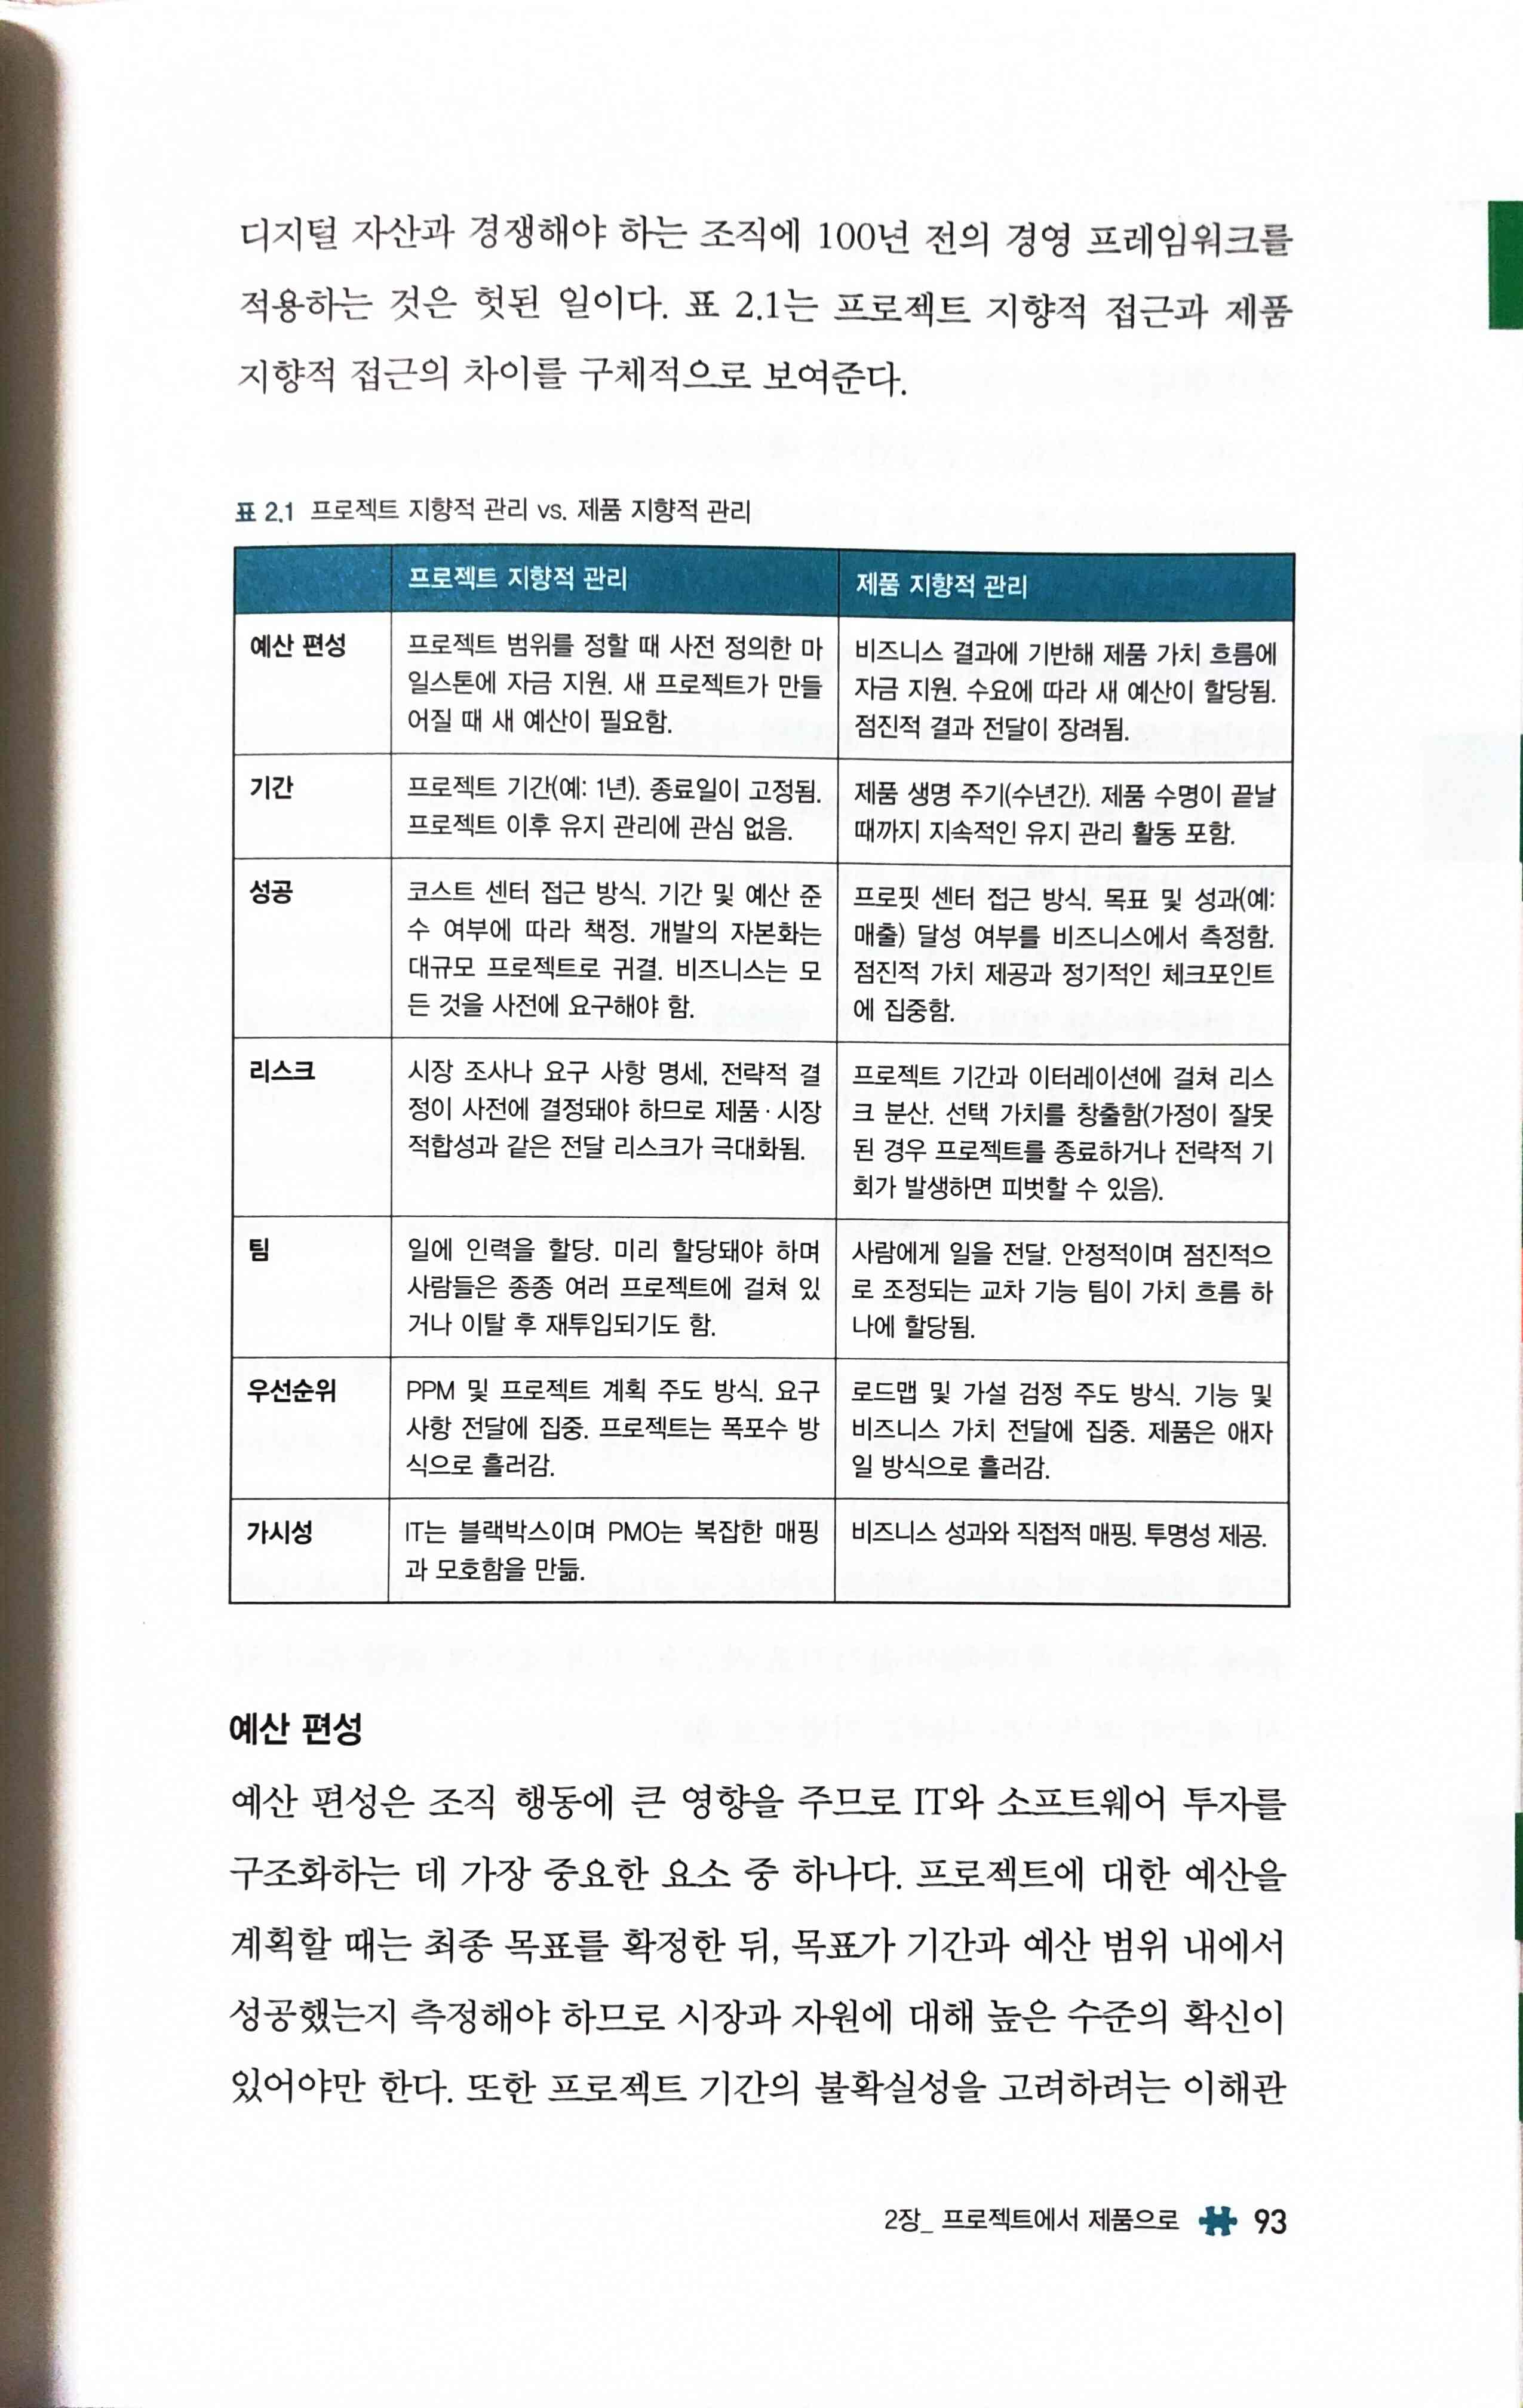 디지털 자산과 경쟁해야 하는 조직에 100년 전의 경영 프레임워크를
적용하는 것은 헛된 일이다. 표 2.1는 프로젝트 지향적 접근과 제품
지향적 접근의 차이를 구체적으로 보여준다.
표 2.1 프로젝트 지향적 관리 vs. 제품 지향적 관리
프로젝트 지향적 관리
제품 지향적 관리
예산 편성
프로젝트 범위를 정할 때 사전 정의한 마
일스톤에 자금 지원. 새 프로젝트가 만들
어질 때 새 예산이 필요함.
비즈니스 결과에 기반해 제품 가치 흐름에
자금 지원. 수요에 따라 새 예산이 할당됨.
점진적 결과 전달이 장려됨.
기간
프로젝트 기간(예: 1년). 종료일이 고정됨.
프로젝트 이후 유지 관리에 관심 없음.
제품 생명 주기(수년간). 제품 수명이 끝날
때까지 지속적인 유지 관리 활동 포함.
성공
코스트 센터 접근 방식. 기간 및 예산 준
수 여부에 따라 책정. 개발의 자본화는
대규모 프로젝트로 귀결. 비즈니스는 모
든 것을 사전에 요구해야 함.
프로핏 센터 접근 방식. 목표 및 성과(예:
매출) 달성 여부를 비즈니스에서 측정함.
점진적 가치 제공과 정기적인 체크포인트
에 집중함.
리스크
시장 조사나 요구 사항 명세, 전략적 결
정이 사전에 결정돼야 하므로 제품·시장
적합성과 같은 전달 리스크가 극대화됨.
프로젝트 기간과 이터레이션에 걸쳐 리스
크 분산. 선택 가치를 창출함(가정이 잘못
된 경우 프로젝트를 종료하거나 전략적 기
회가 발생하면 피벗할 수 있음).
팀
일에 인력을 할당. 미리 할당돼야 하며
사람들은 종종 여러 프로젝트에 걸쳐 있
거나 이탈 후 재투입되기도 함.
사람에게 일을 전달. 안정적이며 점진적으
로 조정되는 교차 기능 팀이 가치 흐름 하
나에 할당됨.
우선순위
PPM 및 프로젝트 계획 주도 방식. 요구
사항 전달에 집중. 프로젝트는 폭포수 방
식으로 흘러감.
로드맵 및 가설 검정 주도 방식. 기능 및
비즈니스 가치 전달에 집중. 제품은 애자
일 방식으로 흘러감.
가시성
IT는 블랙박스이며 PMO는 복잡한 매핑
과 모호함을 만듦.
비즈니스 성과와 직접적 매핑. 투명성 제공.
예산 편성
예산 편성은 조직 행동에 큰 영향을 주므로 IT와 소프트웨어 투자를
구조화하는 데 가장 중요한 요소 중 하나다. 프로젝트에 대한 예산을
계획할 때는 최종 목표를 확정한 뒤, 목표가 기간과 예산 범위 내에서
성공했는지 측정해야 하므로 시장과 자원에 대해 높은 수준의 확신이
있어야만 한다. 또한 프로젝트 기간의 불확실성을 고려하려는 이해관
2장_ 프로젝트에서 제품으로 93